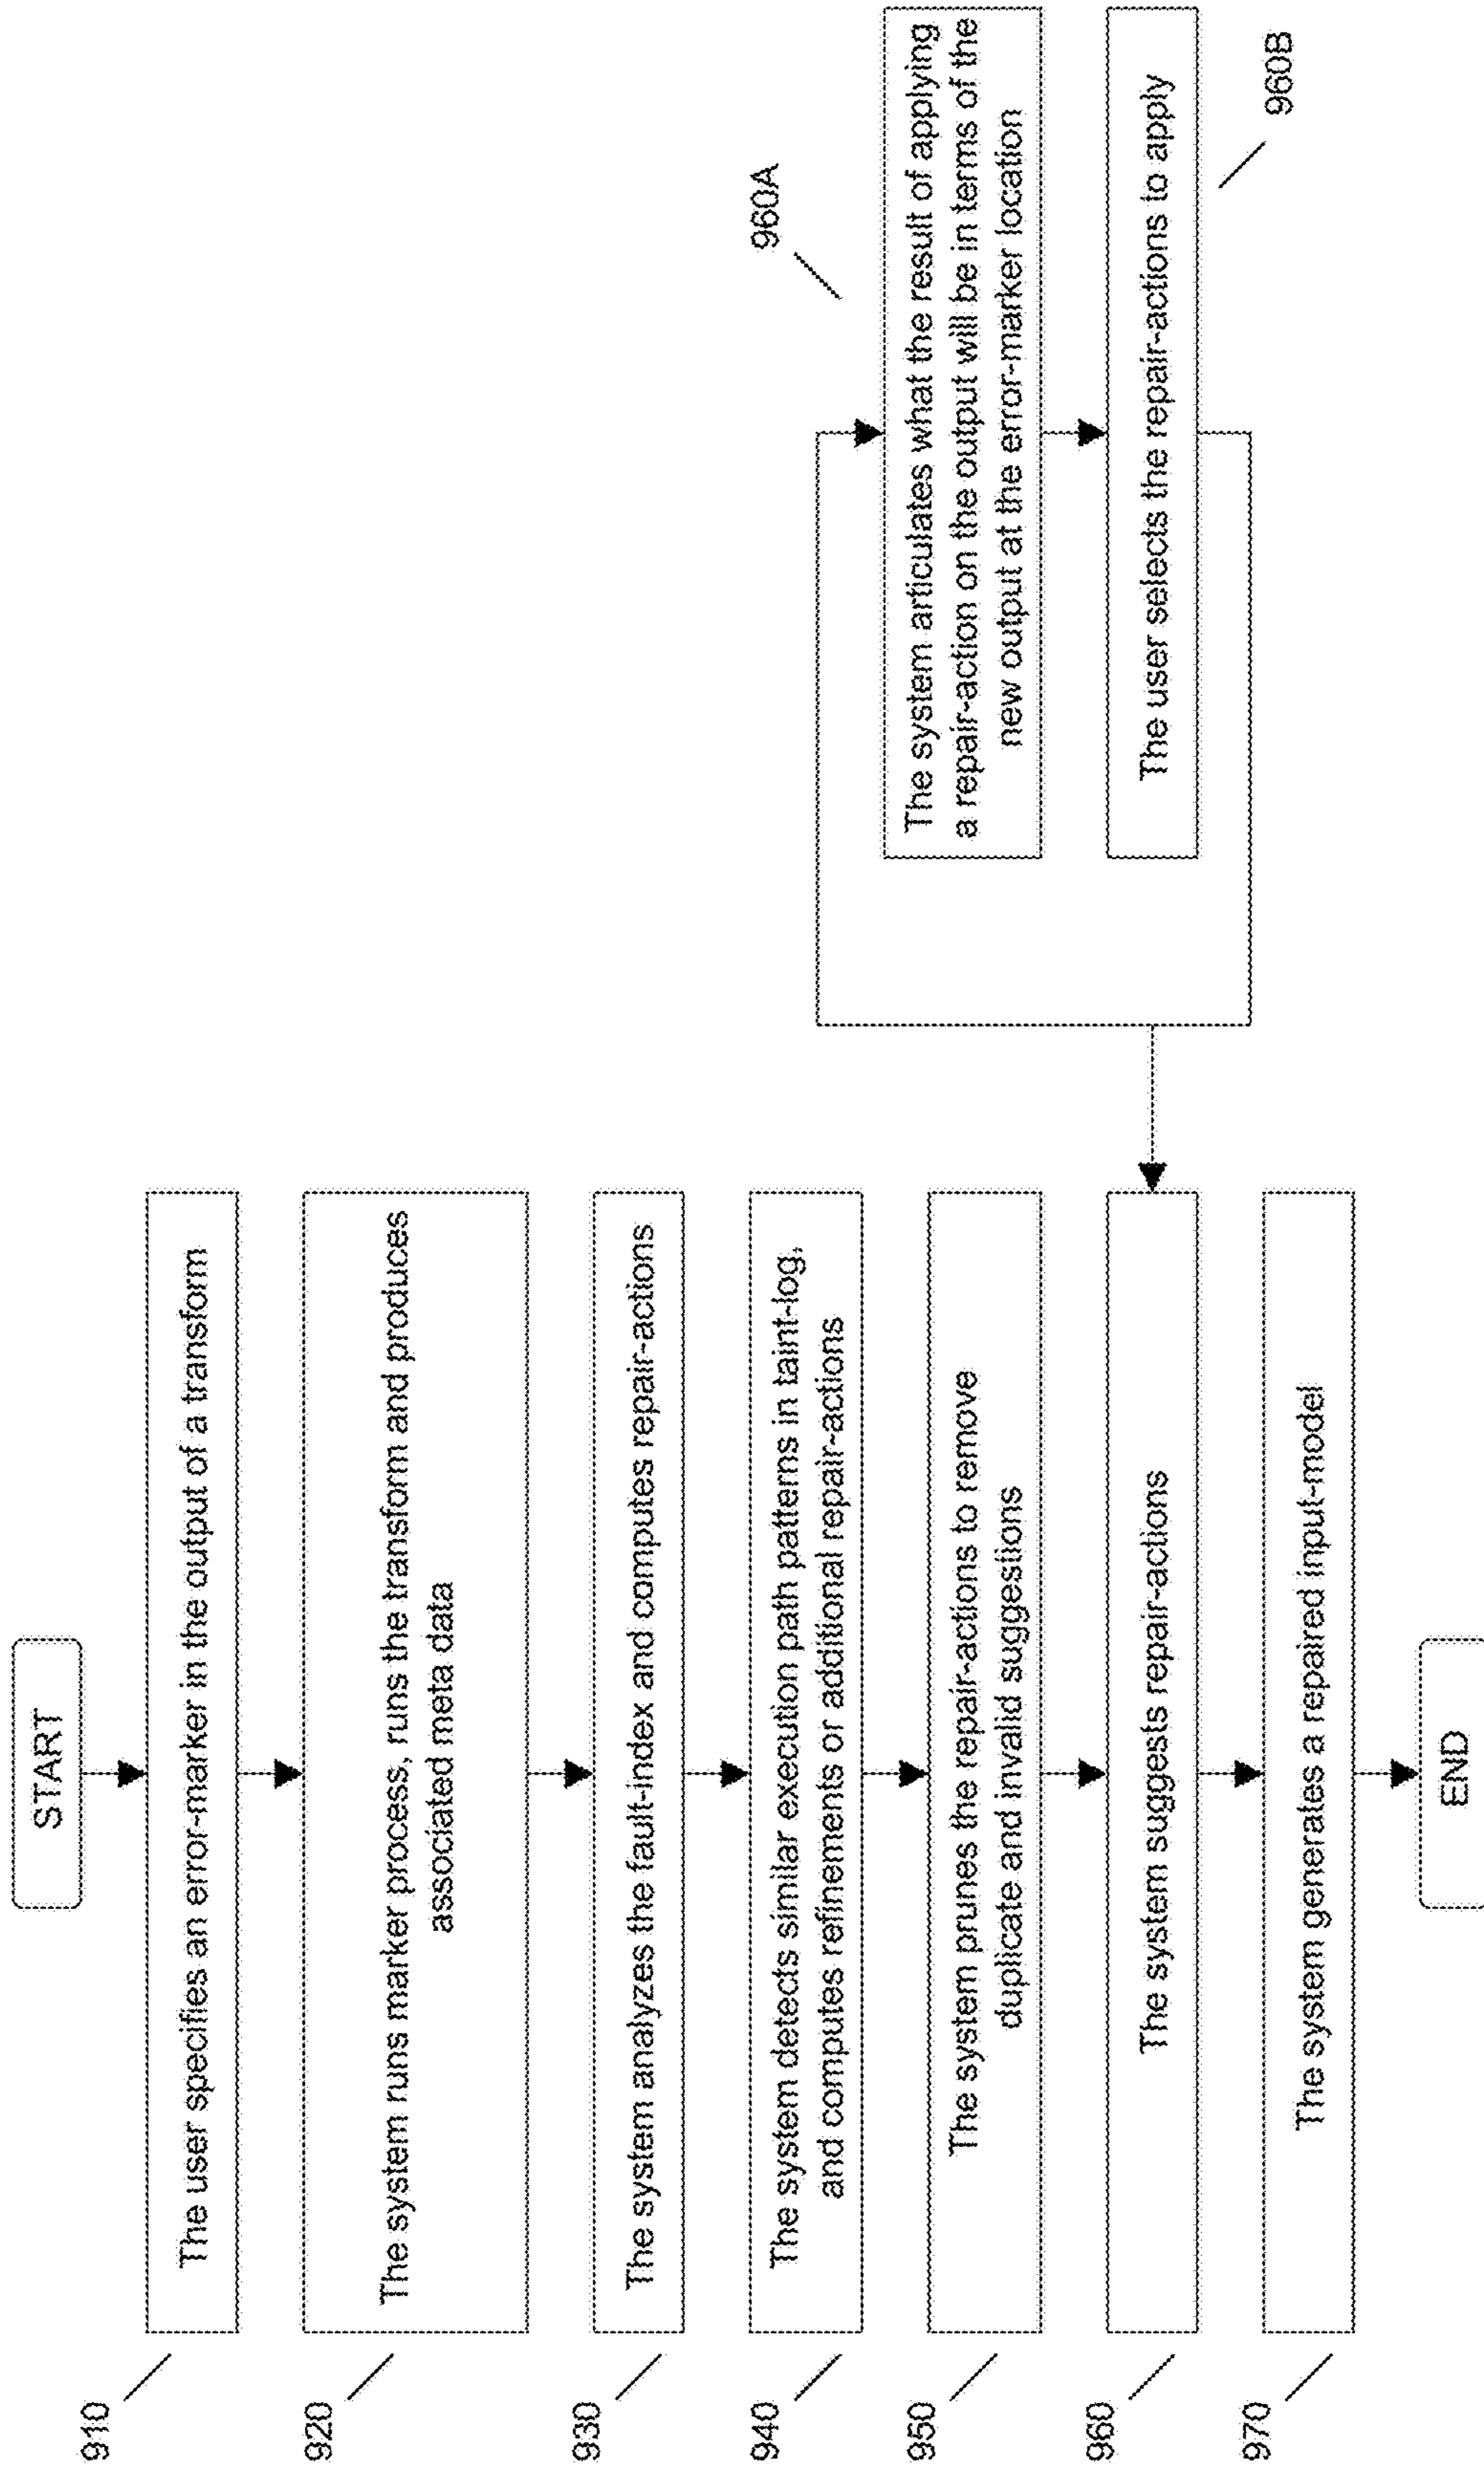 START
910
The user specifies an error-marker in the output of a transform
920
The system runs marker process, runs the transform and produces
associated meta data
930
The system analyzes the fault-index and computes repair-actions
940
The system detects similar execution path patterns in taint-log,
and computes refinements or additional repair-actions
950
The system prunes the repair-actions to remove
duplicate and invalid suggestions
960
The system suggests repair-actions
960A
The system articulates what the result of applying
a repair-action on the output will be in terms of the
new output at the error-marker location
The user selects the repair-actions to apply
960B
970
The system generates a repaired input-model
END